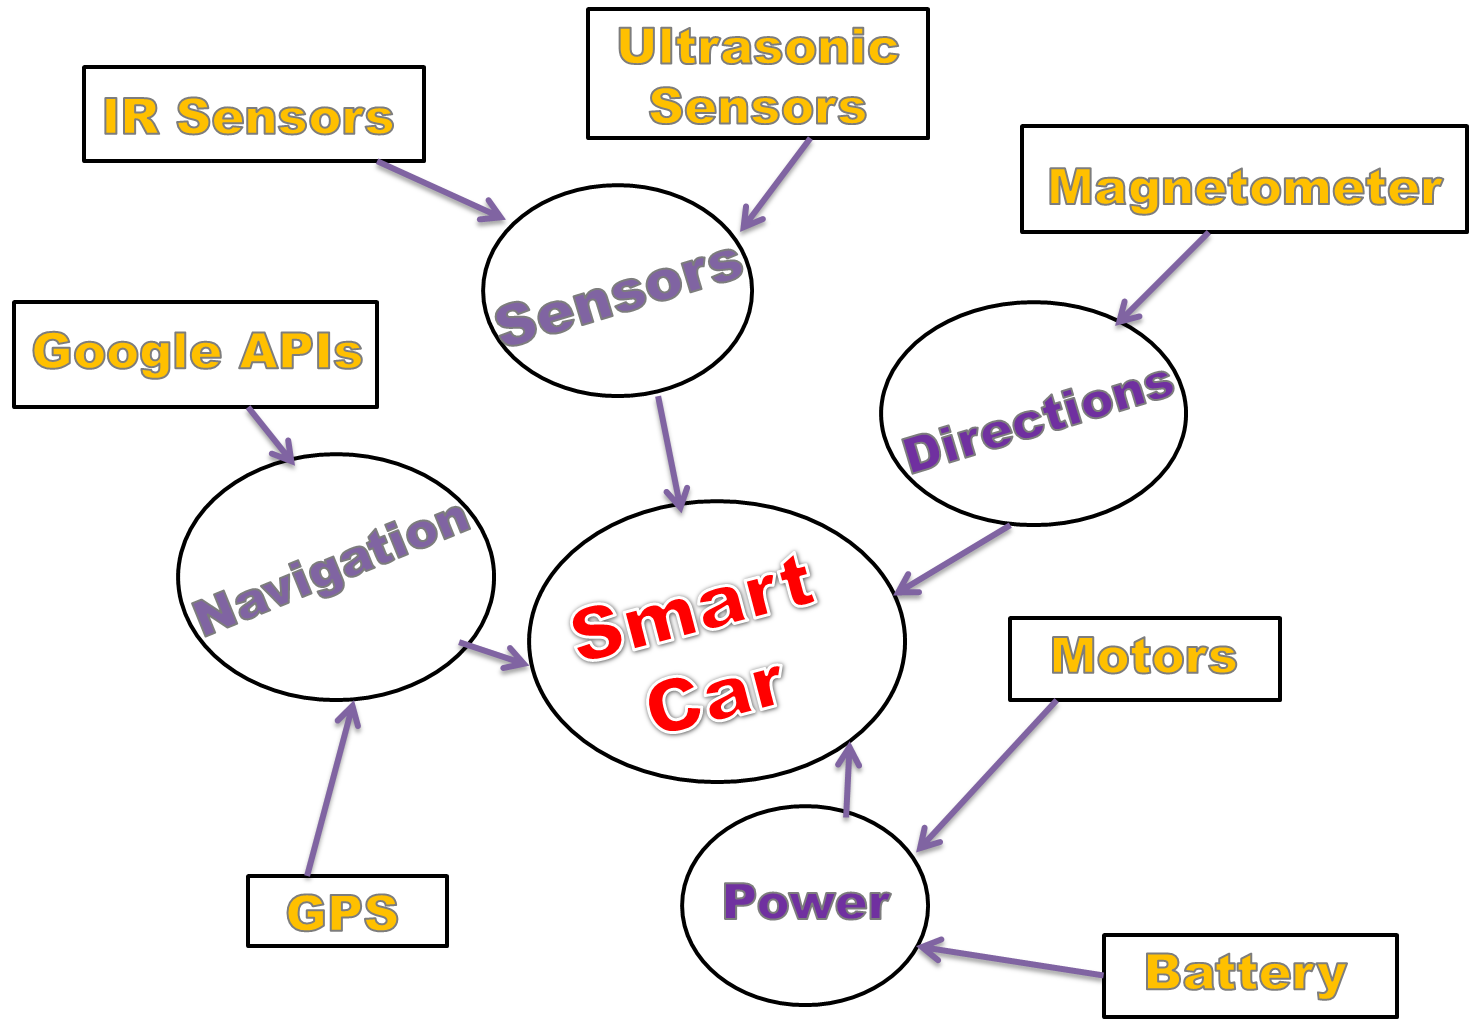 Ultrasonic
Sensors
IR Sensors
Magnetometer
Sensors
Google APIs
Directions
Navigation
Smart
Car
Motors
Power
GPS
Battery